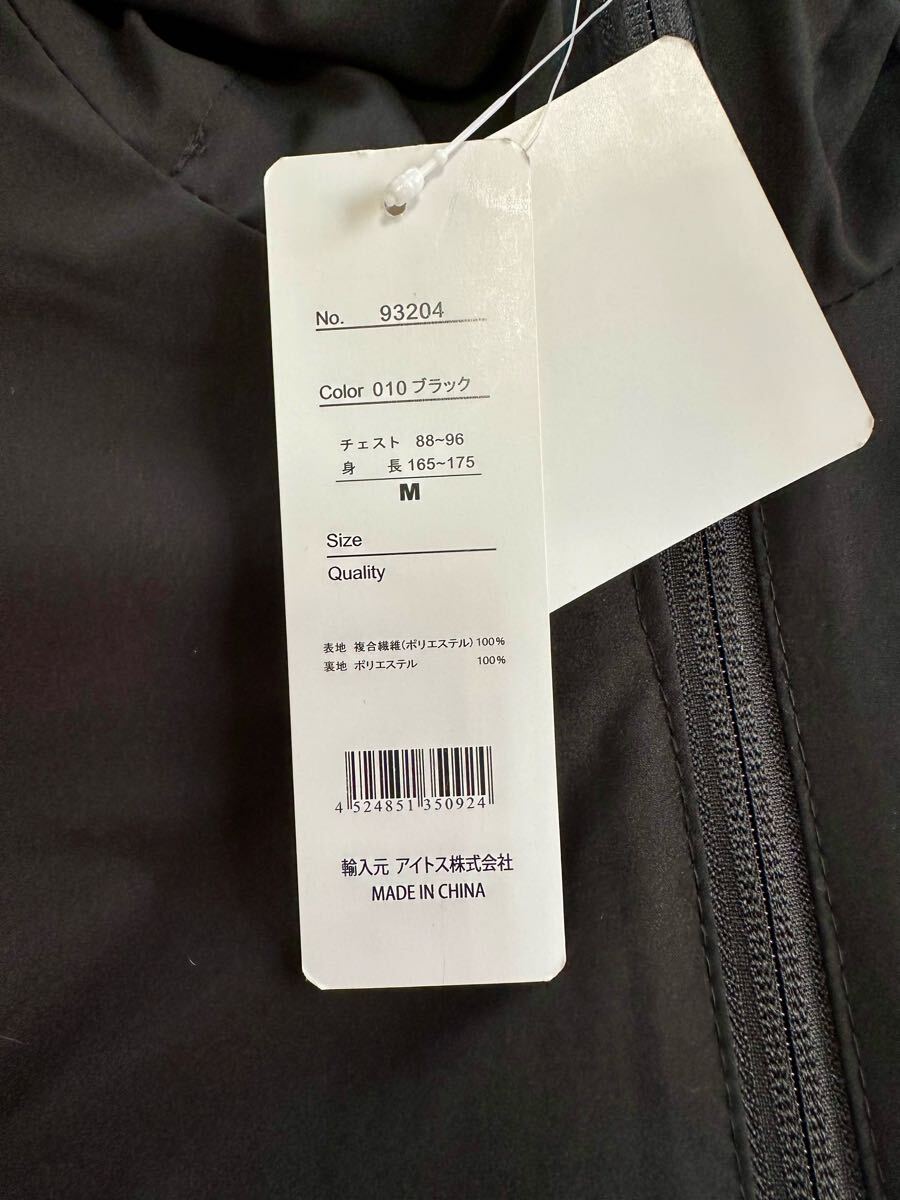 No. 93204
Color 010 ブラック
チェスト 88~96
身 長 165~175
M
Size
Quality
表地 複合繊維(ポリエステル) 100%
裏地 ポリエステル 100%
4 524851 350924
輸入元 アイトス株式会社
MADE IN CHINA